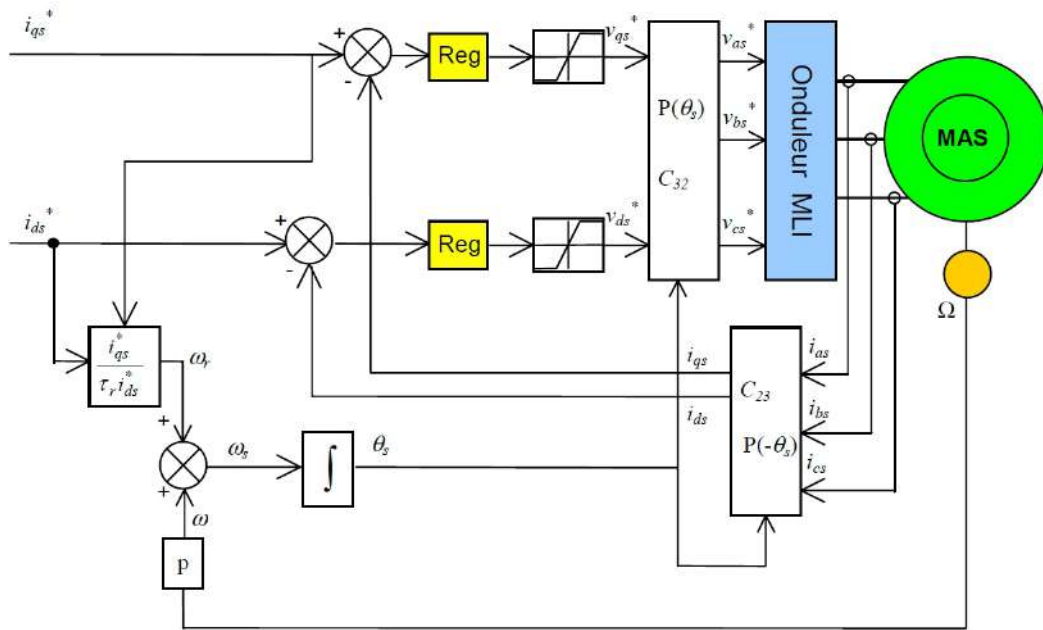 i_qs*
+
-
Reg
v_qs*
P(θ_s)
C_32
v_as*
v_bs*
v_cs*
Onduleur MLI
MAS
i_ds*
+
-
Reg
v_ds*
Ω
i_qs*
τ_r i_ds*
ω_r
i_qs
i_ds
C_23
P(-θ_s)
i_as
i_bs
i_cs
+
+
ω_s
∫
θ_s
ω
p